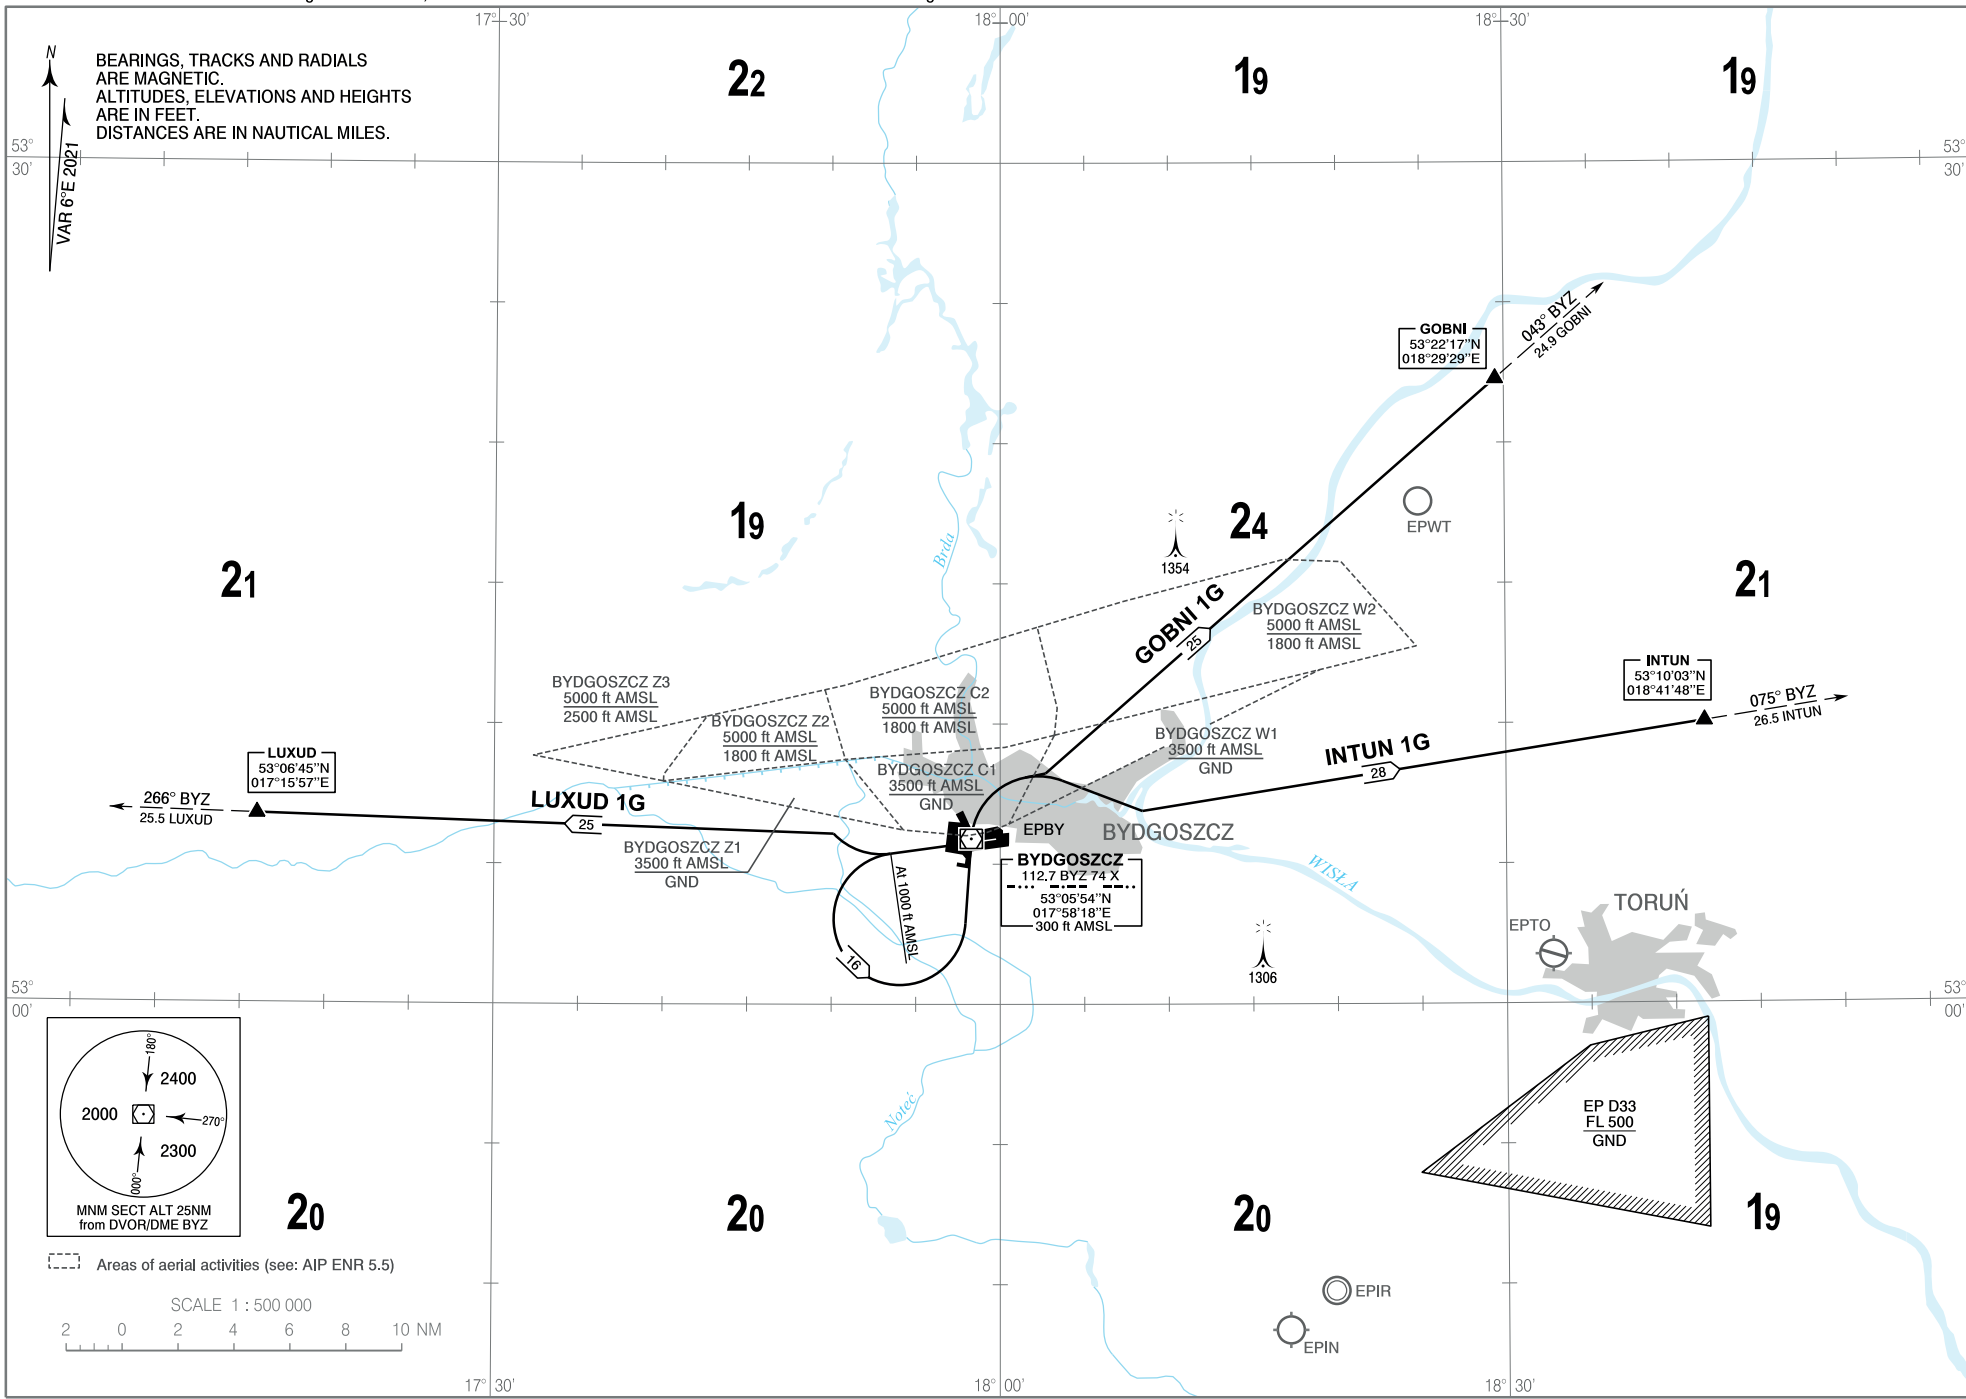 17° 30'
18° 00'
18° 30'
N
VAR 6°E 2021
BEARINGS, TRACKS AND RADIALS
ARE MAGNETIC.
ALTITUDES, ELEVATIONS AND HEIGHTS
ARE IN FEET.
DISTANCES ARE IN NAUTICAL MILES.
22
19
19
53°
30'
53°
30'
GOBNI
53°22'17"N
018°29'29"E
043° BYZ
24.9 GOBNI
19
24
21
21
1354
EPWT
Brda
GOBNI 1G
25
BYDGOSZCZ W2
5000 ft AMSL
1800 ft AMSL
INTUN
53°10'03"N
018°41'48"E
075° BYZ
26.5 INTUN
BYDGOSZCZ Z3
5000 ft AMSL
2500 ft AMSL
BYDGOSZCZ Z2
5000 ft AMSL
1800 ft AMSL
BYDGOSZCZ C2
5000 ft AMSL
1800 ft AMSL
BYDGOSZCZ W1
3500 ft AMSL
GND
INTUN 1G
28
LUXUD
53°06'45"N
017°15'57"E
266° BYZ
25.5 LUXUD
LUXUD 1G
25
BYDGOSZCZ C1
3500 ft AMSL
GND
BYDGOSZCZ Z1
3500 ft AMSL
GND
EPBY
BYDGOSZCZ
BYDGOSZCZ
112.7 BYZ 74 X
53°05'54"N
017°58'18"E
300 ft AMSL
At 1000 ft AMSL
16
WISŁA
TORUŃ
EPTO
1306
53°
00'
53°
00'
180°
2400
2000
270°
2300
000°
MNM SECT ALT 25NM
from DVOR/DME BYZ
Noteć
EP D33
FL 500
GND
20
20
20
19
Areas of aerial activities (see: AIP ENR 5.5)
SCALE 1 : 500 000
2 0 2 4 6 8 10 NM
EPIR
EPIN
17° 30'
18° 00'
18° 30'